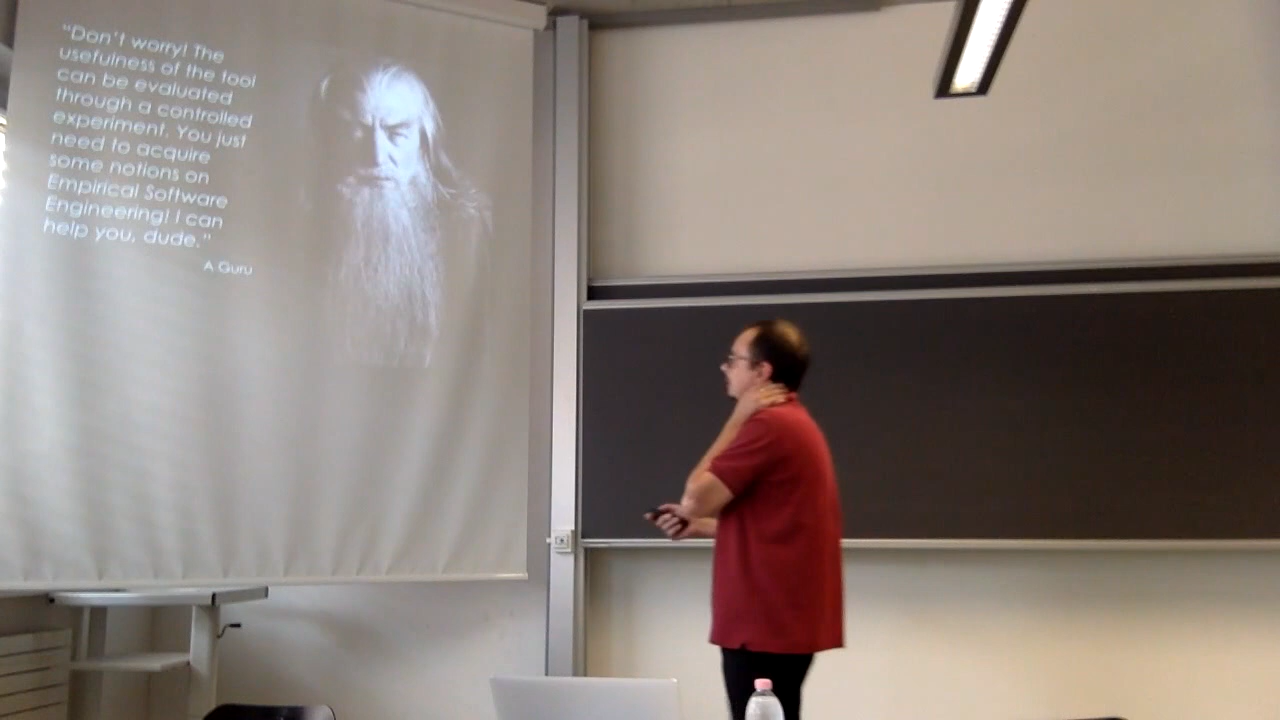 “Don’t worry! The
usefulness of the tool
can be evaluated
through a controlled
experiment. You just
need to acquire
some notions on
Empirical Software
Engineering! I can
help you, dude.”
A Guru